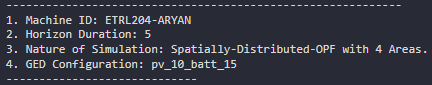 ---------------------------------------------------------------
1. Machine ID: ETRL204-ARYAN
2. Horizon Duration: 5
3. Nature of Simulation: Spatially-Distributed-OPF with 4 Areas.
4. GED Configuration: pv_10_batt_15
------------------------------